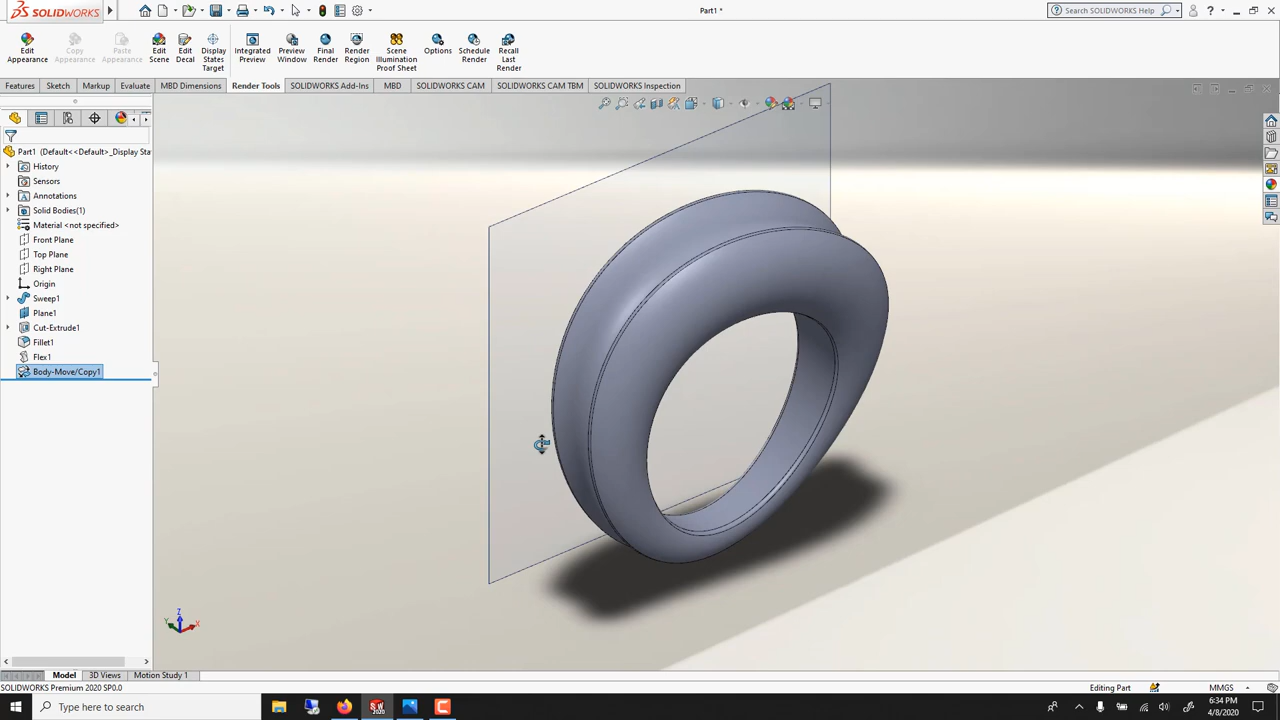 SOLIDWORKS
Part1 *
Search SOLIDWORKS Help
Edit Appearance
Copy Appearance
Paste Appearance
Edit Scene
Edit Decal
Display States Target
Integrated Preview
Preview Window
Final Render
Render Region
Scene Illumination Proof Sheet
Options
Schedule Render
Recall Last Render
Features
Sketch
Markup
Evaluate
MBD Dimensions
Render Tools
SOLIDWORKS Add-Ins
MBD
SOLIDWORKS CAM
SOLIDWORKS CAM TBM
SOLIDWORKS Inspection
Part1 (Default<<Default>_Display Sta
History
Sensors
Annotations
Solid Bodies(1)
Material <not specified>
Front Plane
Top Plane
Right Plane
Origin
Sweep1
Plane1
Cut-Extrude1
Fillet1
Flex1
Body-Move/Copy1
Z
Y
X
Model
3D Views
Motion Study 1
SOLIDWORKS Premium 2020 SP0.0
Editing Part
MMGS
Type here to search
SW
2020
6:34 PM
4/8/2020